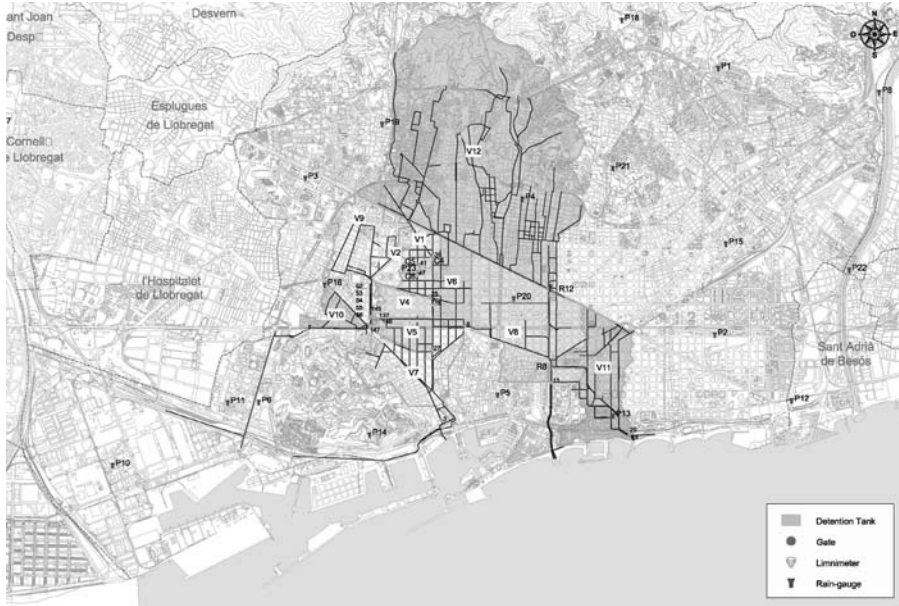 ant Joan
Desp
Desvern
P18
N
O
E
S
P1
P8
Esplugues
de Llobregat
7
Cornell
e Llobregat
P19
V12
P3
P21
P4
V9
V1
V2
P15
l'Hospitalet
de Llobregat
P16
V6
P22
R12
V4
P20
V10
V5
V8
P2
Sant Adrià
de Besòs
V7
R8
V11
P11
P6
P5
P12
P13
P14
P10
Detention Tank
Gate
Limnimeter
Rain-gauge